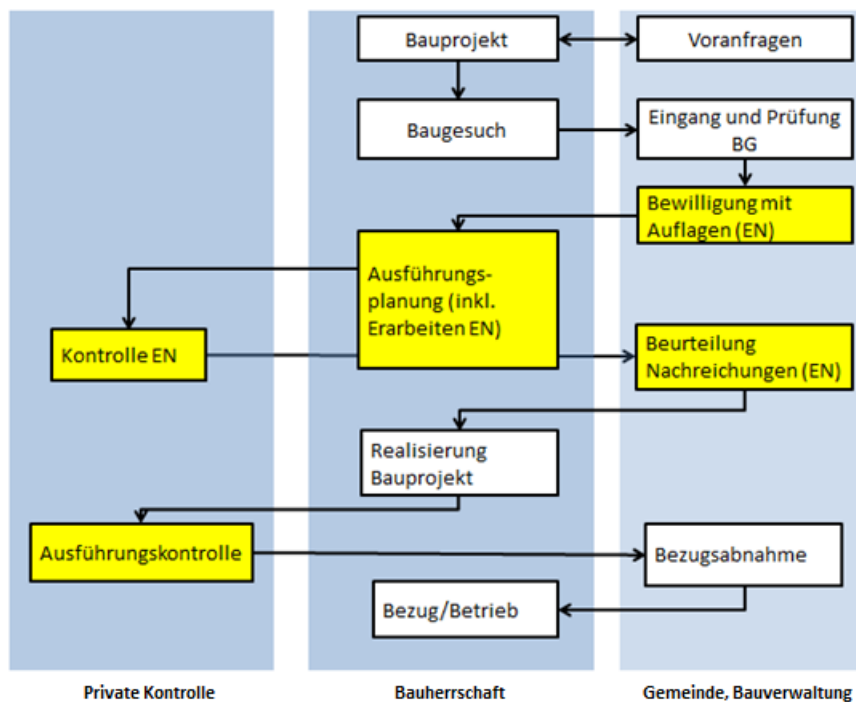 Bauprojekt
Voranfragen
Baugesuch
Eingang und Prüfung
BG
Bewilligung mit
Auflagen (EN)
Ausführungs-
planung (inkl.
Erarbeiten EN)
Kontrolle EN
Beurteilung
Nachreichungen (EN)
Realisierung
Bauprojekt
Ausführungskontrolle
Bezugsabnahme
Bezug/Betrieb
Private Kontrolle
Bauherrschaft
Gemeinde, Bauverwaltung